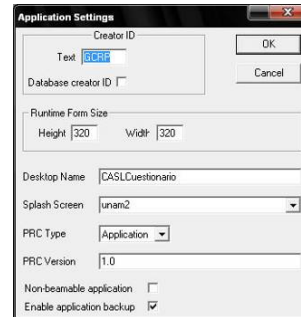 Application Settings
Creator ID
Text GCRP
Database creator ID
OK
Cancel
Runtime Form Size
Height 320 Width 320
Desktop Name CASLCuestionario
Splash Screen unam2
PRC Type Application
PRC Version 1.0
Non-beamable application
Enable application backup